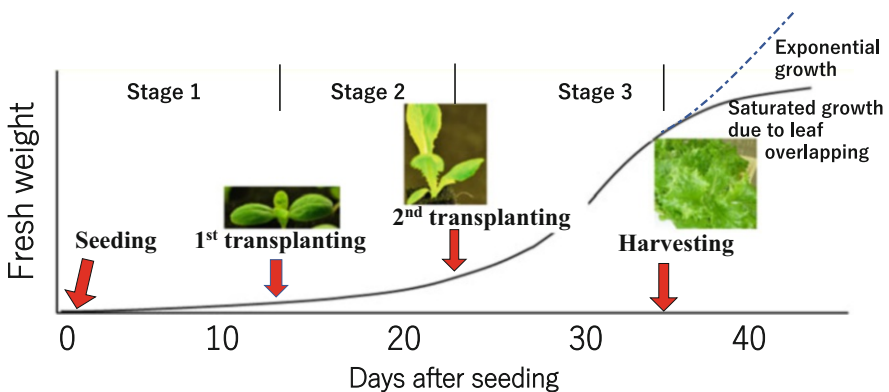 Exponential
growth
Stage 1
Stage 2
Stage 3
Saturated growth
due to leaf
overlapping
Fresh weight
Seeding
1st transplanting
2nd transplanting
Harvesting
0
10
20
30
40
Days after seeding